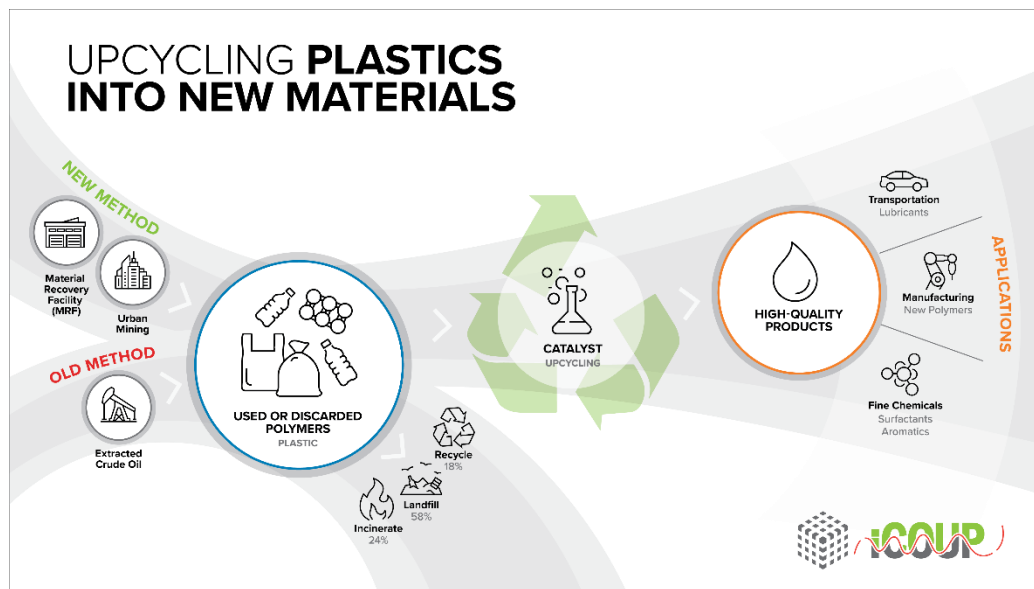 UPCYCLING PLASTICS
INTO NEW MATERIALS
NEW METHOD
Material
Recovery
Facility
(MRF)
Urban
Mining
OLD METHOD
Extracted
Crude Oil
USED OR DISCARDED
POLYMERS
PLASTIC
Recycle
18%
Landfill
58%
Incinerate
24%
CATALYST
UPCYCLING
HIGH-QUALITY
PRODUCTS
Transportation
Lubricants
Manufacturing
New Polymers
Fine Chemicals
Surfactants
Aromatics
APPLICATIONS
iCOUP